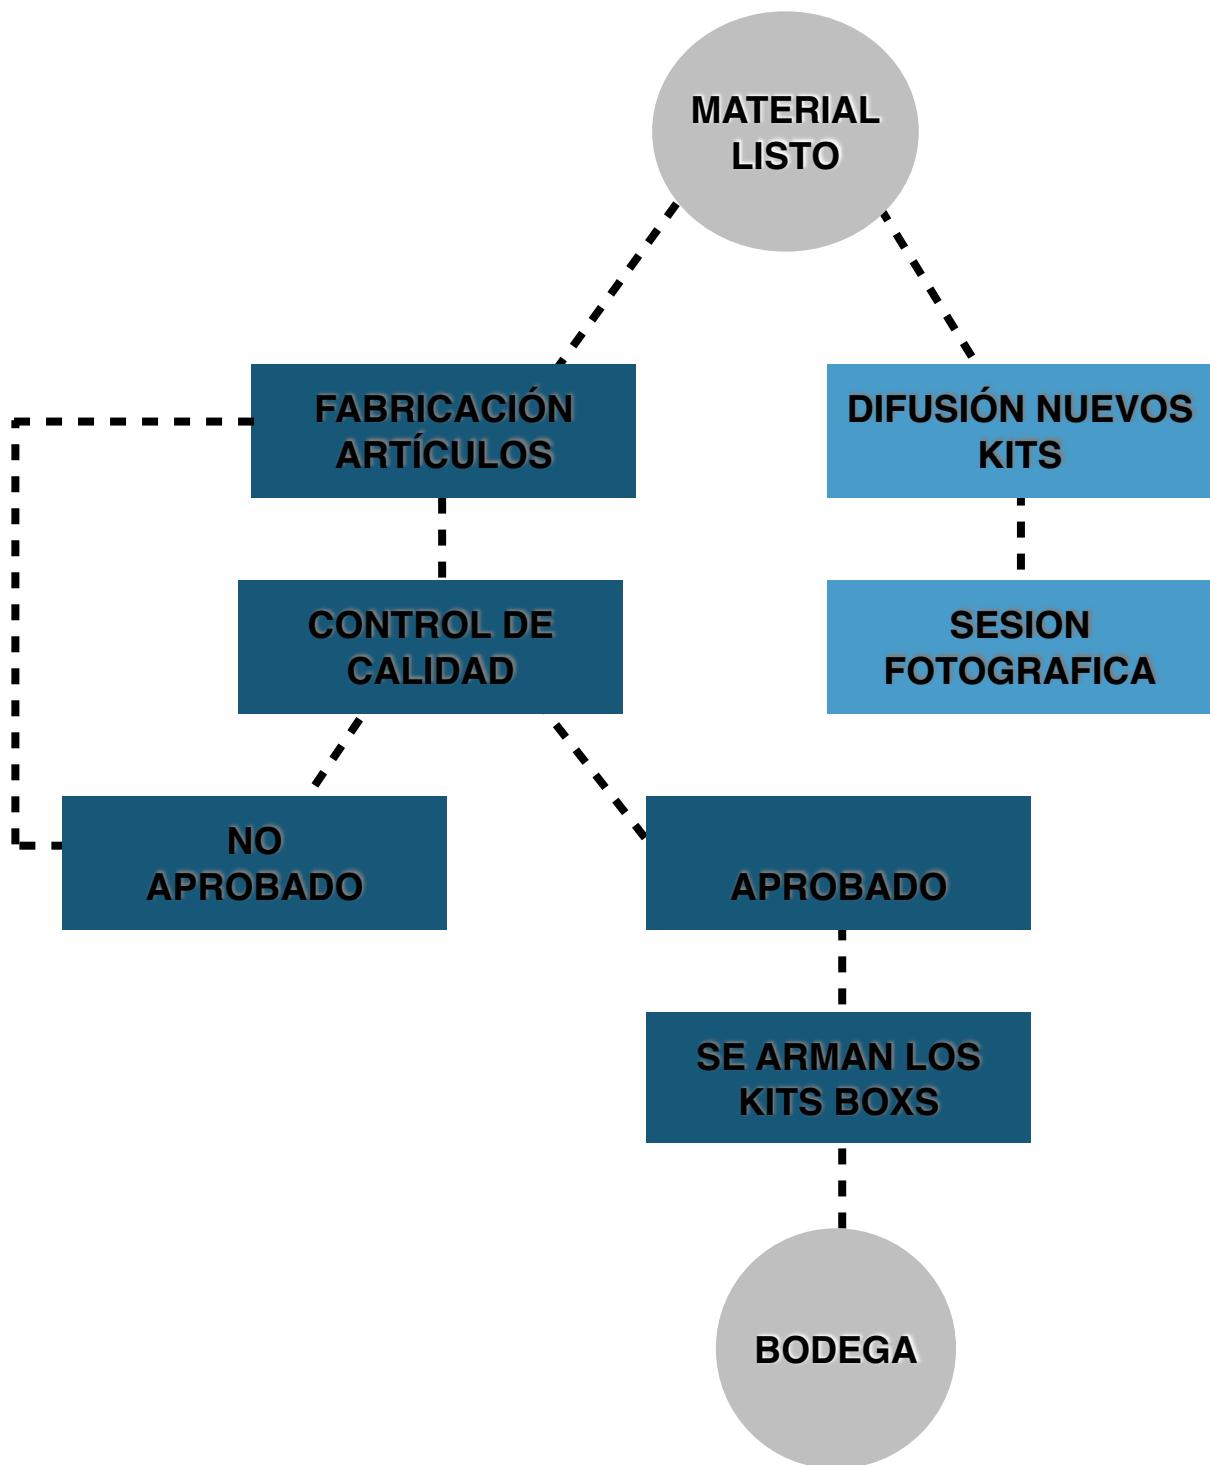 MATERIAL
LISTO
FABRICACIÓN
ARTÍCULOS
DIFUSIÓN NUEVOS
KITS
CONTROL DE
CALIDAD
SESION
FOTOGRAFICA
NO
APROBADO
APROBADO
SE ARMAN LOS
KITS BOXS
BODEGA